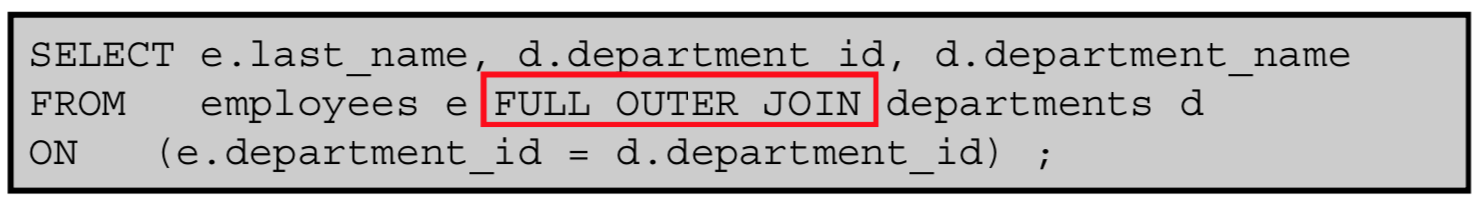 SELECT e.last_name, d.department_id, d.department_name
FROM employees e FULL OUTER JOIN departments d
ON (e.department_id = d.department_id) ;